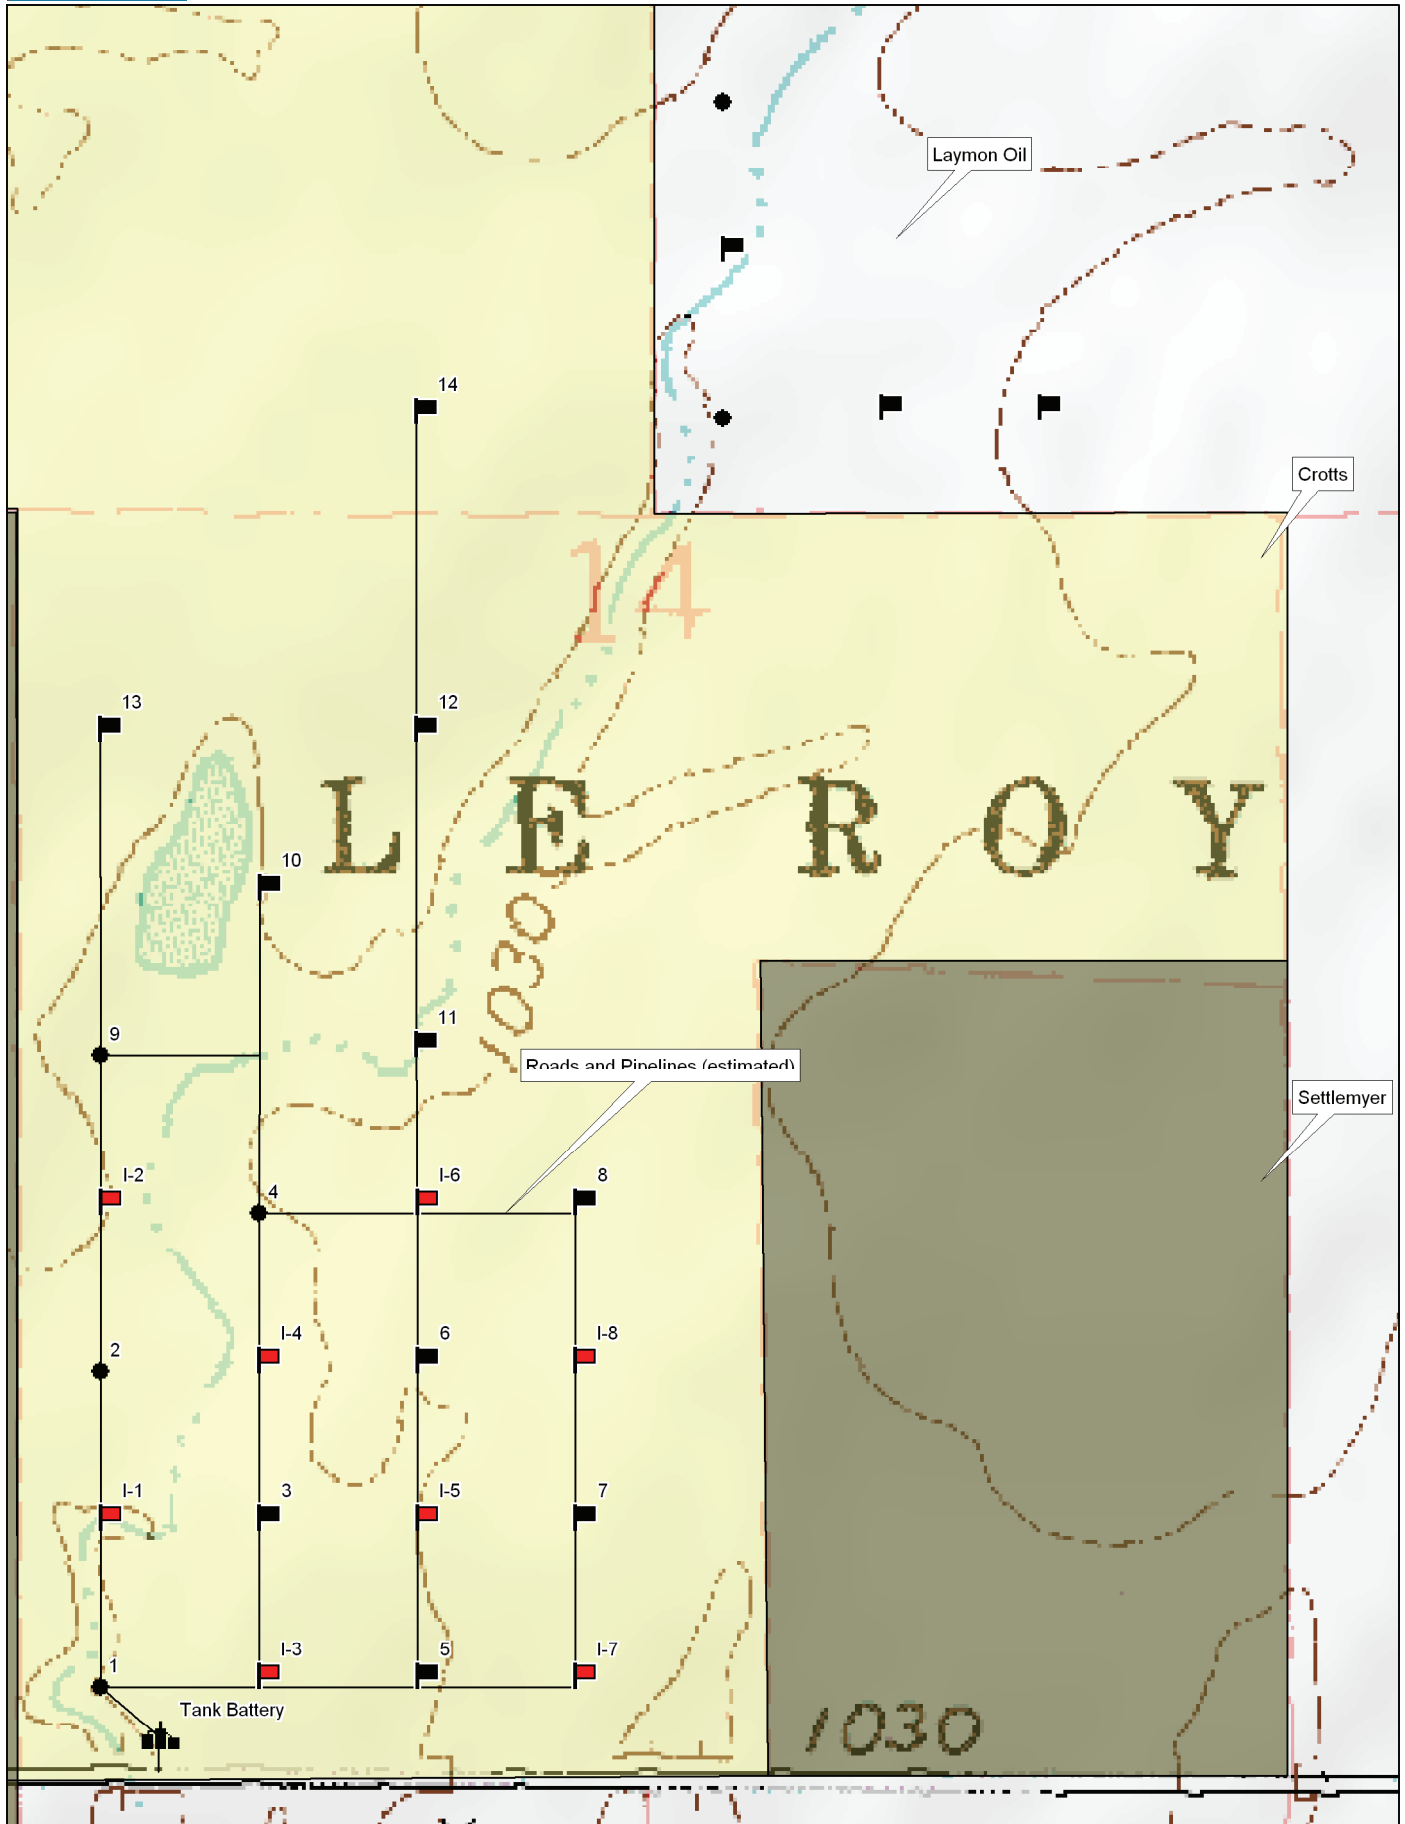 Laymon Oil
14
Crotts
14
13
12
L E R O Y
10
1030
9
11
Roads and Pipelines (estimated)
Settlemyer
I-2
4
I-6
8
2
I-4
6
I-8
I-1
3
I-5
7
1
I-3
5
I-7
Tank Battery
1030